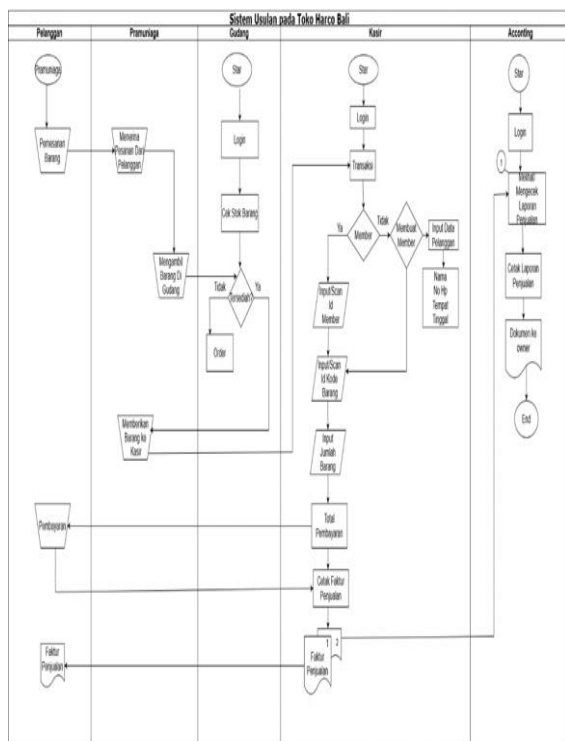 Sistem Usulan pada Toko Harco Bali
Pelanggan
Pramuniaga
Gudang
Kasir
Acconting
Pramuniaga
Pemesanan
Barang
Pembayaran
Faktur
Penjualan
Menerima
Pesanan Dari
Pelanggan
Mengambil
Barang Di
Gudang
Memberikan
Barang ke
Kasir
Star
Login
Cek Stok Barang
Tersedia?
Tidak
Ya
Order
Star
Login
Transaksi
Member
Ya
Tidak
Membuat
Member
Input Data
Pelanggan
Nama
No Hp
Tempat
Tinggal
Input/Scan
Id
Member
Input/Scan
Id Kode
Barang
Input
Jumlah
Barang
Total
Pembayaran
Cetak Faktur
Penjualan
1
2
Faktur
Penjualan
Star
Login
1
Melihat/
Mengecek
Laporan
Penjualan
Cetak Laporan
Penjualan
Dokumen ke
owner
End